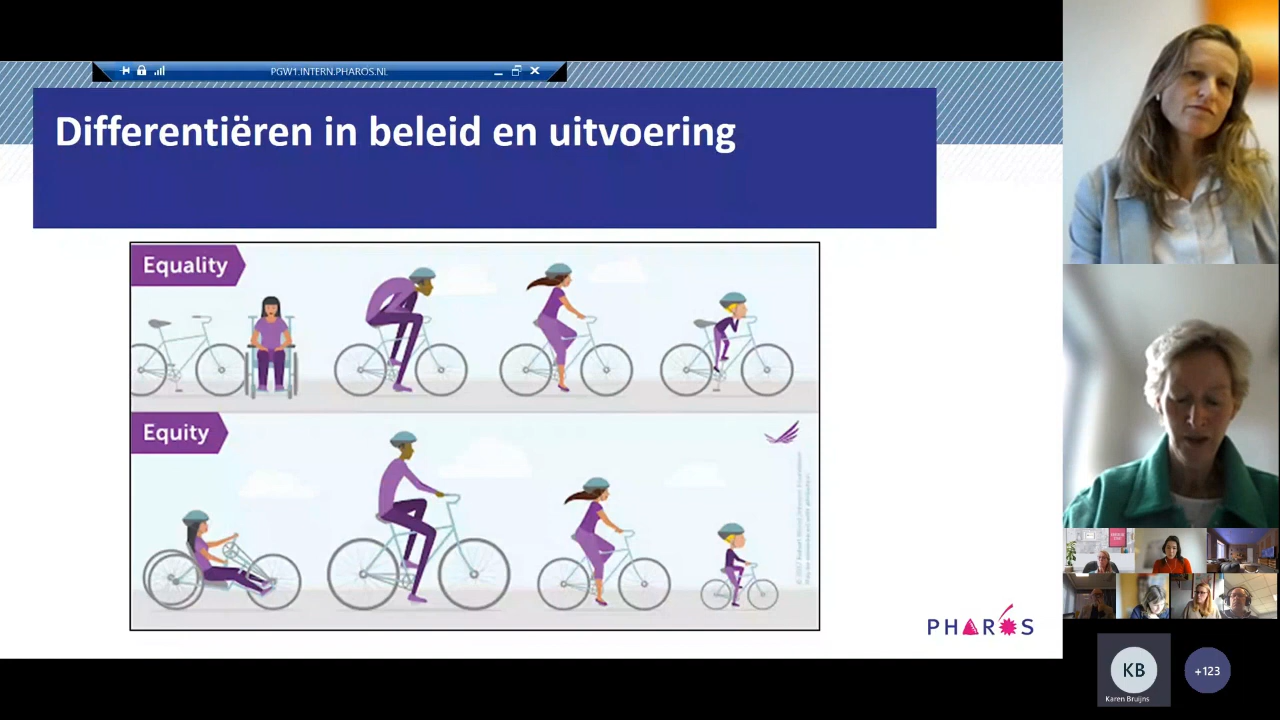 PGW1.INTERN.PHAROS.NL
Differentiëren in beleid en uitvoering
Equality
Equity
PHAROS
KB
Karen Bruijns
+123